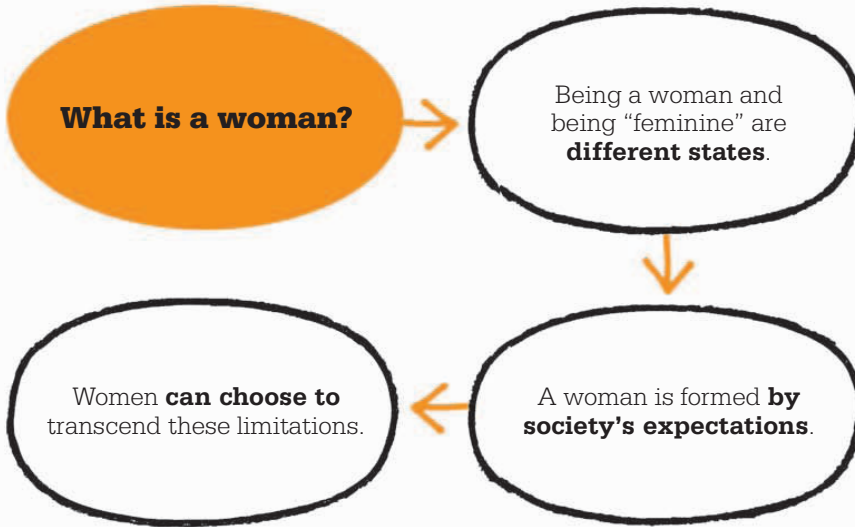 What is a woman?
Being a woman and
being “feminine” are
different states.
A woman is formed by
society’s expectations.
Women can choose to
transcend these limitations.